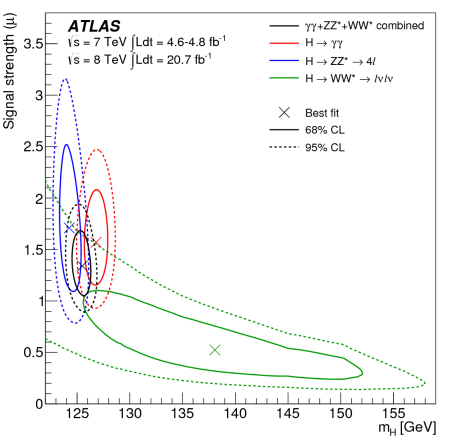 ATLAS
√s = 7 TeV ∫Ldt = 4.6-4.8 fb⁻¹
√s = 8 TeV ∫Ldt = 20.7 fb⁻¹
γγ+ZZ*+WW* combined
H → γγ
H → ZZ* → 4l
H → WW* → lνlν
Best fit
68% CL
95% CL
Signal strength (μ)
3.5
3
2.5
2
1.5
1
0.5
0
125 130 135 140 145 150 155
m_H [GeV]